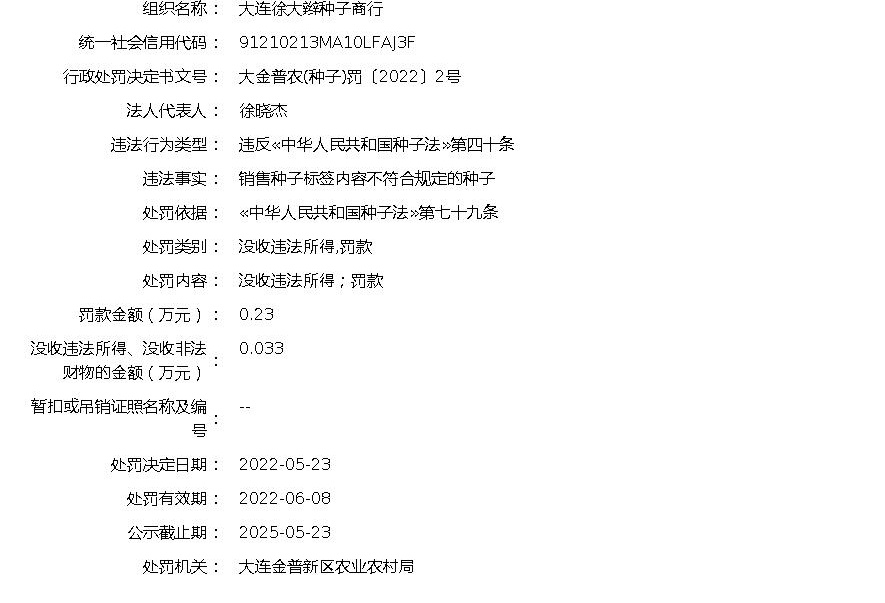 组织名称： 大连徐大辫种子商行
统一社会信用代码： 91210213MA10LFAJ3F
行政处罚决定书文号： 大金普农(种子)罚〔2022〕2号
法人代表人： 徐晓杰
违法行为类型： 违反«中华人民共和国种子法»第四十条
违法事实： 销售种子标签内容不符合规定的种子
处罚依据： «中华人民共和国种子法»第七十九条
处罚类别： 没收违法所得,罚款
处罚内容： 没收违法所得；罚款
罚款金额（万元）： 0.23
没收违法所得、没收非法
财物的金额（万元）： 0.033
暂扣或吊销证照名称及编
号： --
处罚决定日期： 2022-05-23
处罚有效期： 2022-06-08
公示截止期： 2025-05-23
处罚机关： 大连金普新区农业农村局